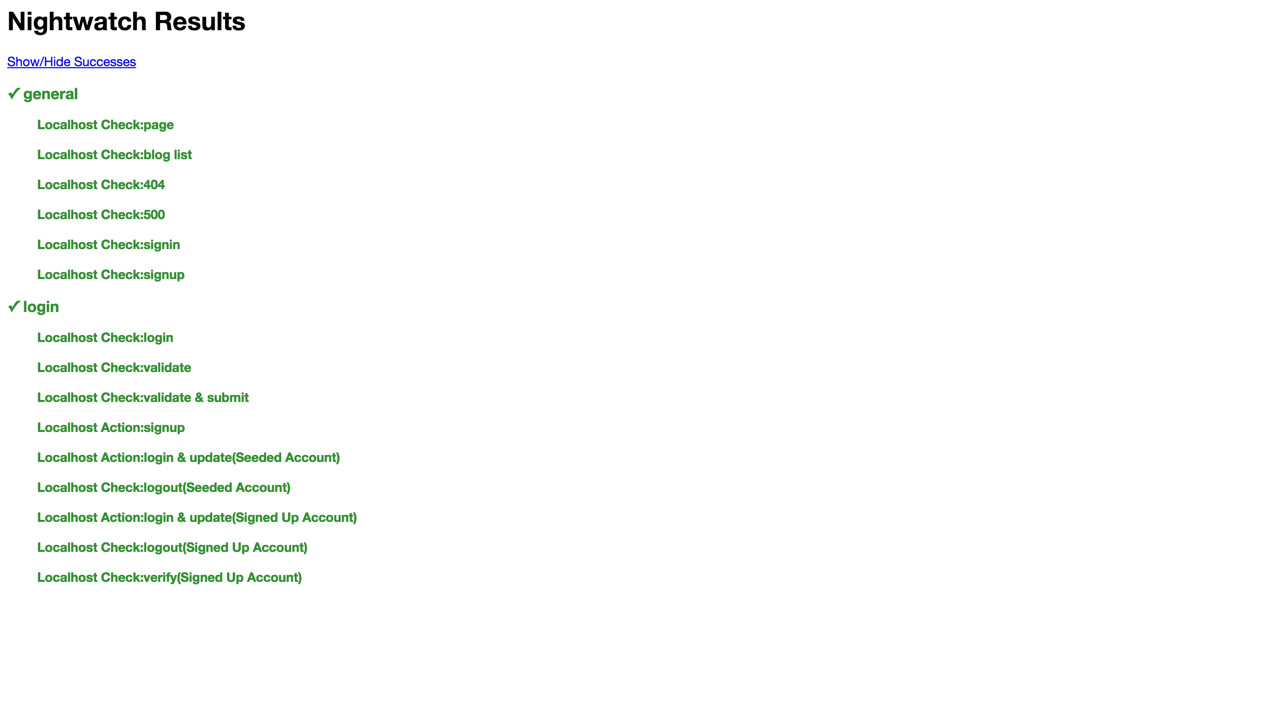 Nightwatch Results
Show/Hide Successes
✓ general
Localhost Check:page
Localhost Check:blog list
Localhost Check:404
Localhost Check:500
Localhost Check:signin
Localhost Check:signup
✓ login
Localhost Check:login
Localhost Check:validate
Localhost Check:validate & submit
Localhost Action:signup
Localhost Action:login & update(Seeded Account)
Localhost Check:logout(Seeded Account)
Localhost Action:login & update(Signed Up Account)
Localhost Check:logout(Signed Up Account)
Localhost Check:verify(Signed Up Account)